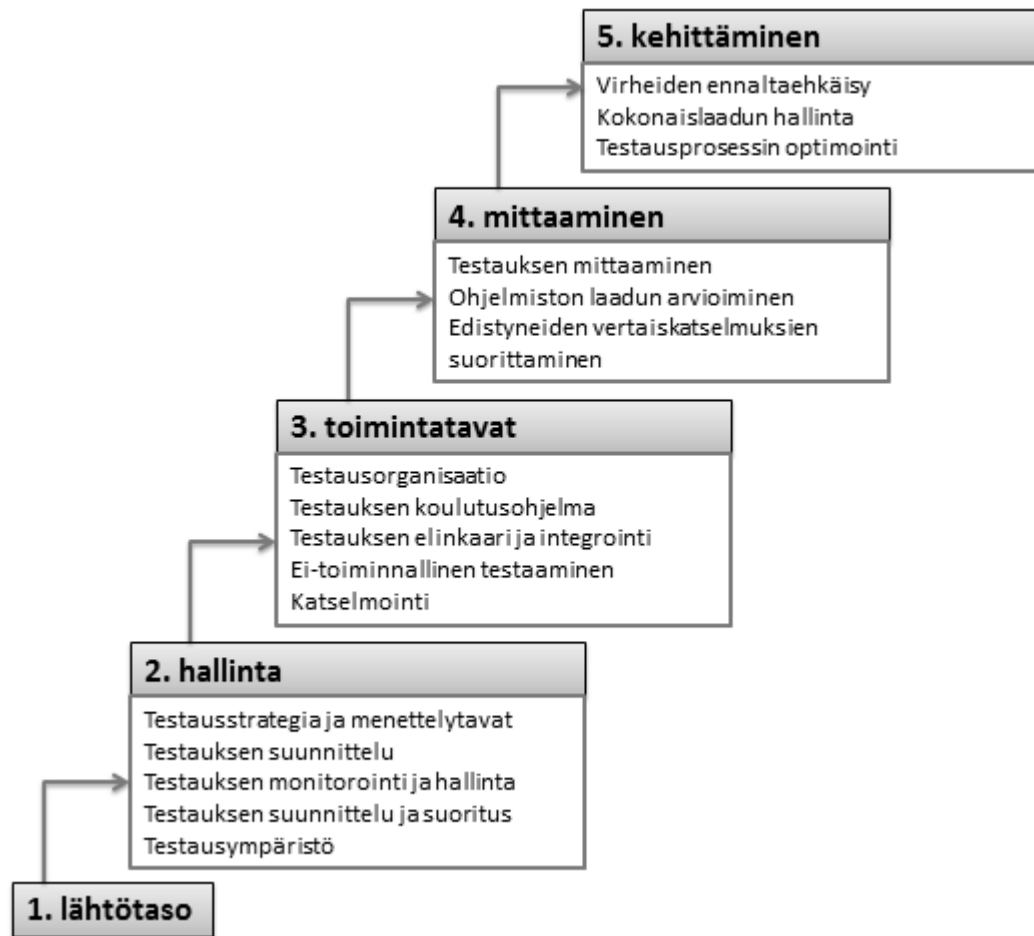 5. kehittäminen
Virheiden ennaltaehkäisy
Kokonaislaadun hallinta
Testausprosessin optimointi
4. mittaaminen
Testauksen mittaaminen
Ohjelmiston laadun arvioiminen
Edistyneiden vertaiskatselmuksien
suorittaminen
3. toimintatavat
Testausorganisaatio
Testauksen koulutusohjelma
Testauksen elinkaari ja integrointi
Ei-toiminnallinen testaaminen
Katselmointi
2. hallinta
Testausstrategia ja menettelytavat
Testauksen suunnittelu
Testauksen monitorointi ja hallinta
Testauksen suunnittelu ja suoritus
Testausympäristö
1. lähtötaso